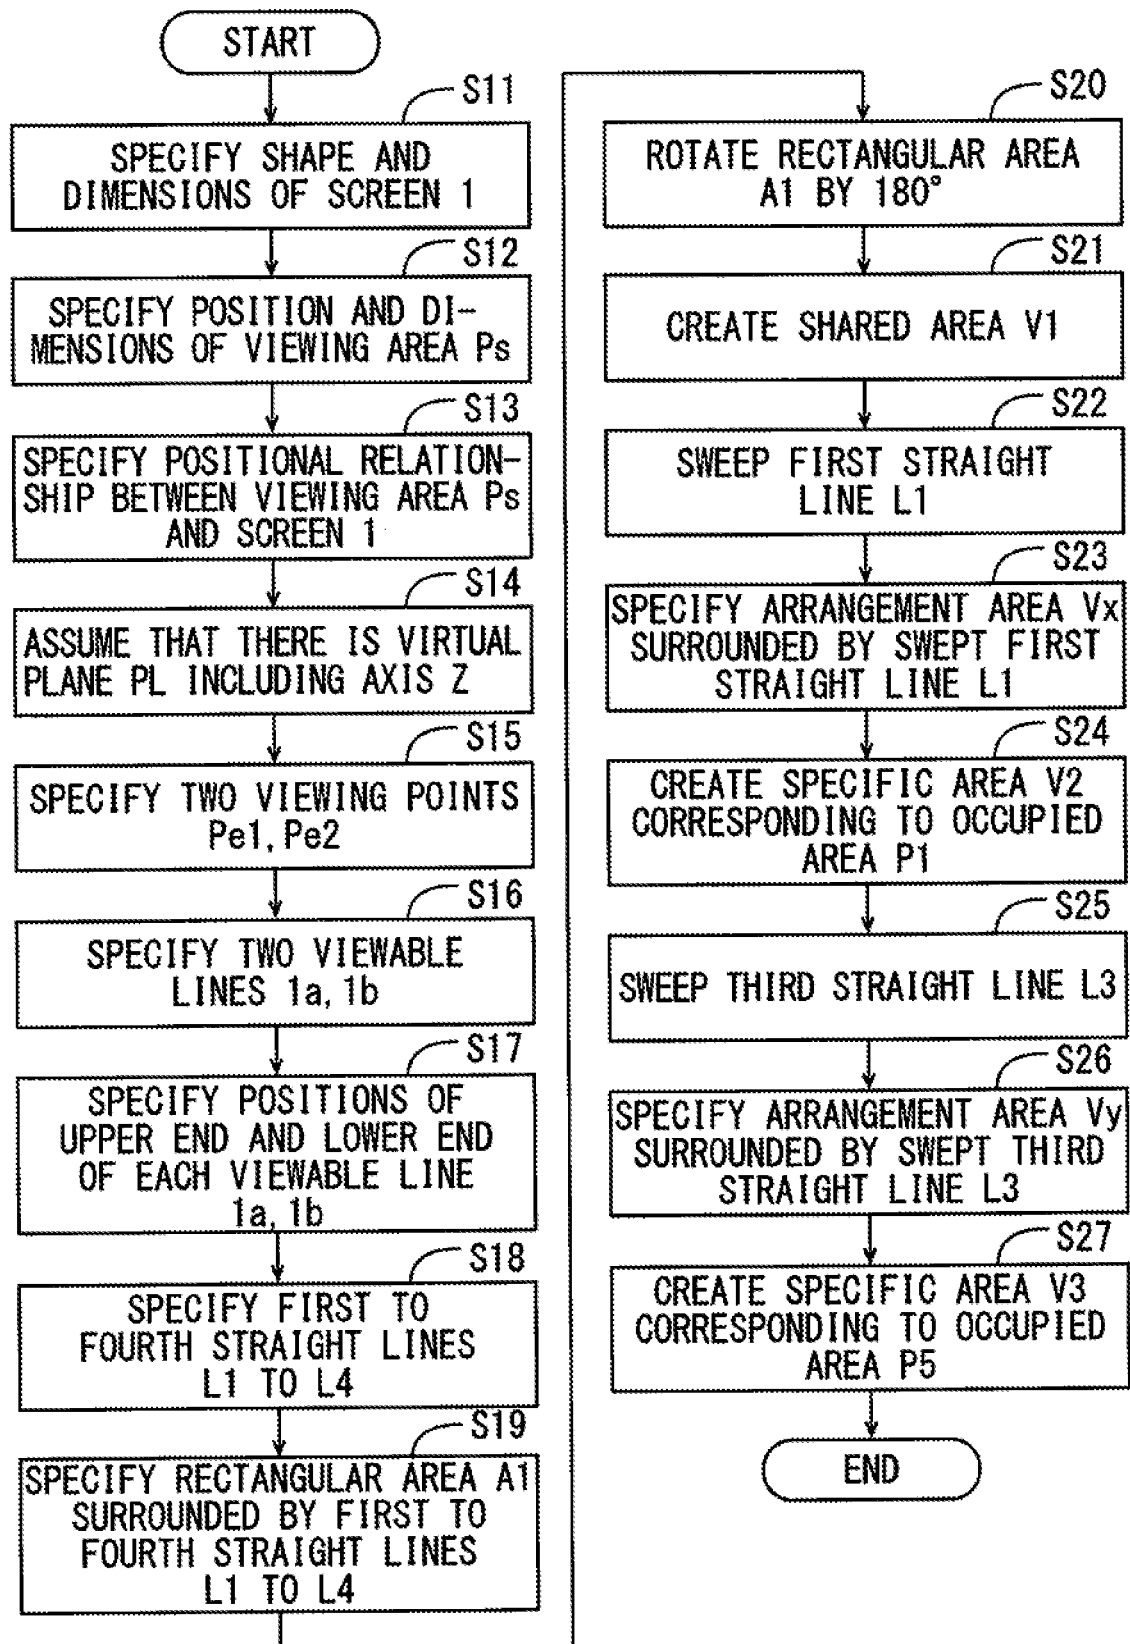 START
S11
SPECIFY SHAPE AND
DIMENSIONS OF SCREEN 1
S12
SPECIFY POSITION AND DI-
MENSIONS OF VIEWING AREA Ps
S13
SPECIFY POSITIONAL RELATION-
SHIP BETWEEN VIEWING AREA Ps
AND SCREEN 1
S14
ASSUME THAT THERE IS VIRTUAL
PLANE PL INCLUDING AXIS Z
S15
SPECIFY TWO VIEWING POINTS
Pe1, Pe2
S16
SPECIFY TWO VIEWABLE
LINES 1a, 1b
S17
SPECIFY POSITIONS OF
UPPER END AND LOWER END
OF EACH VIEWABLE LINE
1a, 1b
S18
SPECIFY FIRST TO
FOURTH STRAIGHT LINES
L1 TO L4
S19
SPECIFY RECTANGULAR AREA A1
SURROUNDED BY FIRST TO
FOURTH STRAIGHT LINES
L1 TO L4
S20
ROTATE RECTANGULAR AREA
A1 BY 180°
S21
CREATE SHARED AREA V1
S22
SWEEP FIRST STRAIGHT
LINE L1
S23
SPECIFY ARRANGEMENT AREA Vx
SURROUNDED BY SWEPT FIRST
STRAIGHT LINE L1
S24
CREATE SPECIFIC AREA V2
CORRESPONDING TO OCCUPIED
AREA P1
S25
SWEEP THIRD STRAIGHT LINE L3
S26
SPECIFY ARRANGEMENT AREA Vy
SURROUNDED BY SWEPT THIRD
STRAIGHT LINE L3
S27
CREATE SPECIFIC AREA V3
CORRESPONDING TO OCCUPIED
AREA P5
END